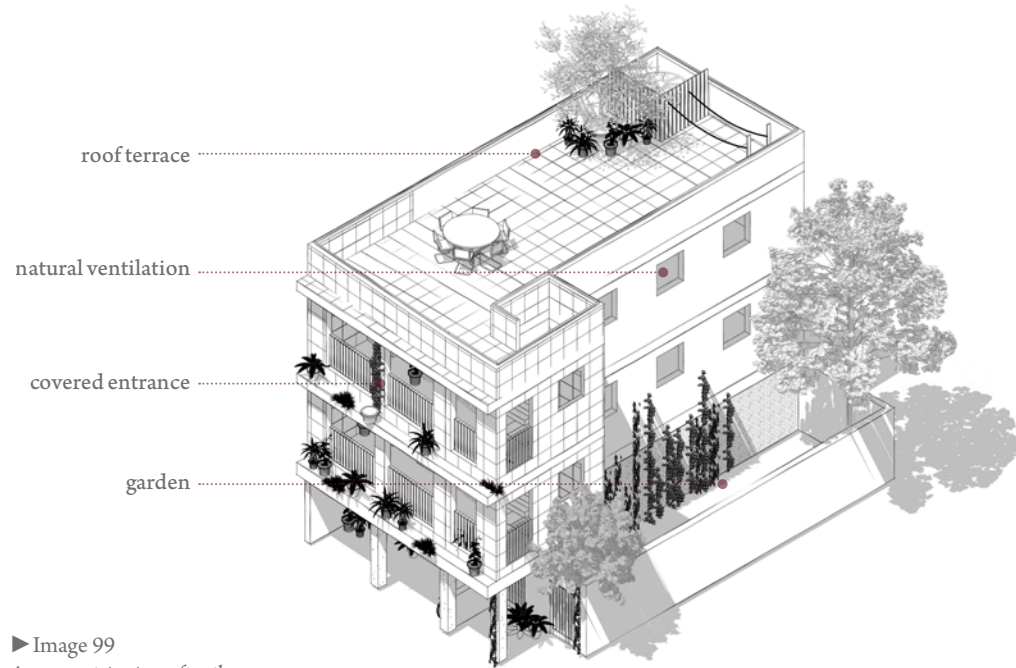 roof terrace
natural ventilation
covered entrance
garden
▶Image 99